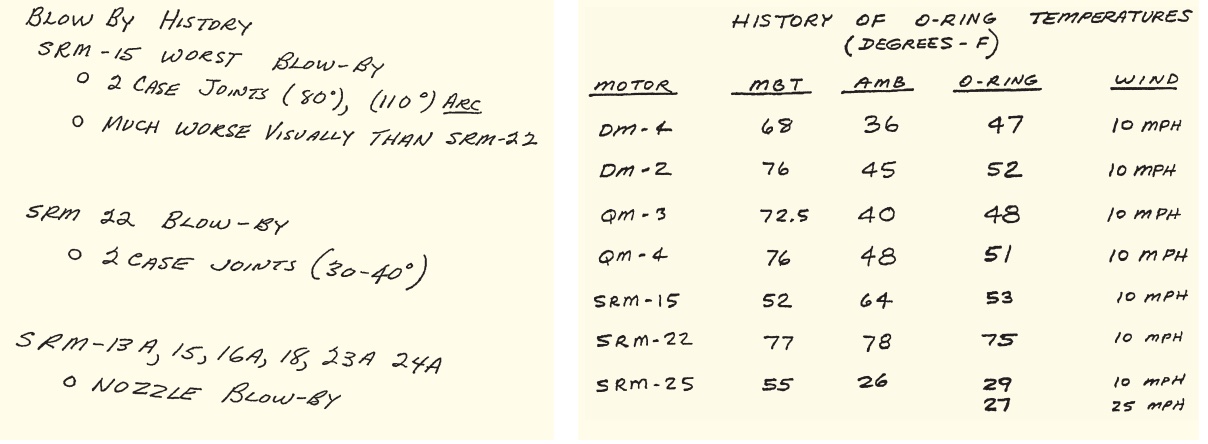 BLOW BY HISTORY
SRM-15 WORST BLOW-BY
○ 2 CASE JOINTS (80°), (110°) ARC
○ MUCH WORSE VISUALLY THAN SRM-22
SRM 22 BLOW-BY
○ 2 CASE JOINTS (30-40°)
SRM-13A, 15, 16A, 18, 23A 24A
○ NOZZLE BLOW-BY
HISTORY OF O-RING TEMPERATURES
(DEGREES-F)
MOTOR MBT AMB O-RING WIND
DM-4 68 36 47 10 MPH
DM-2 76 45 52 10 MPH
QM-3 72.5 40 48 10 MPH
QM-4 76 48 51 10 MPH
SRM-15 52 64 53 10 MPH
SRM-22 77 78 75 10 MPH
SRM-25 55 26 29 10 MPH
27 25 MPH